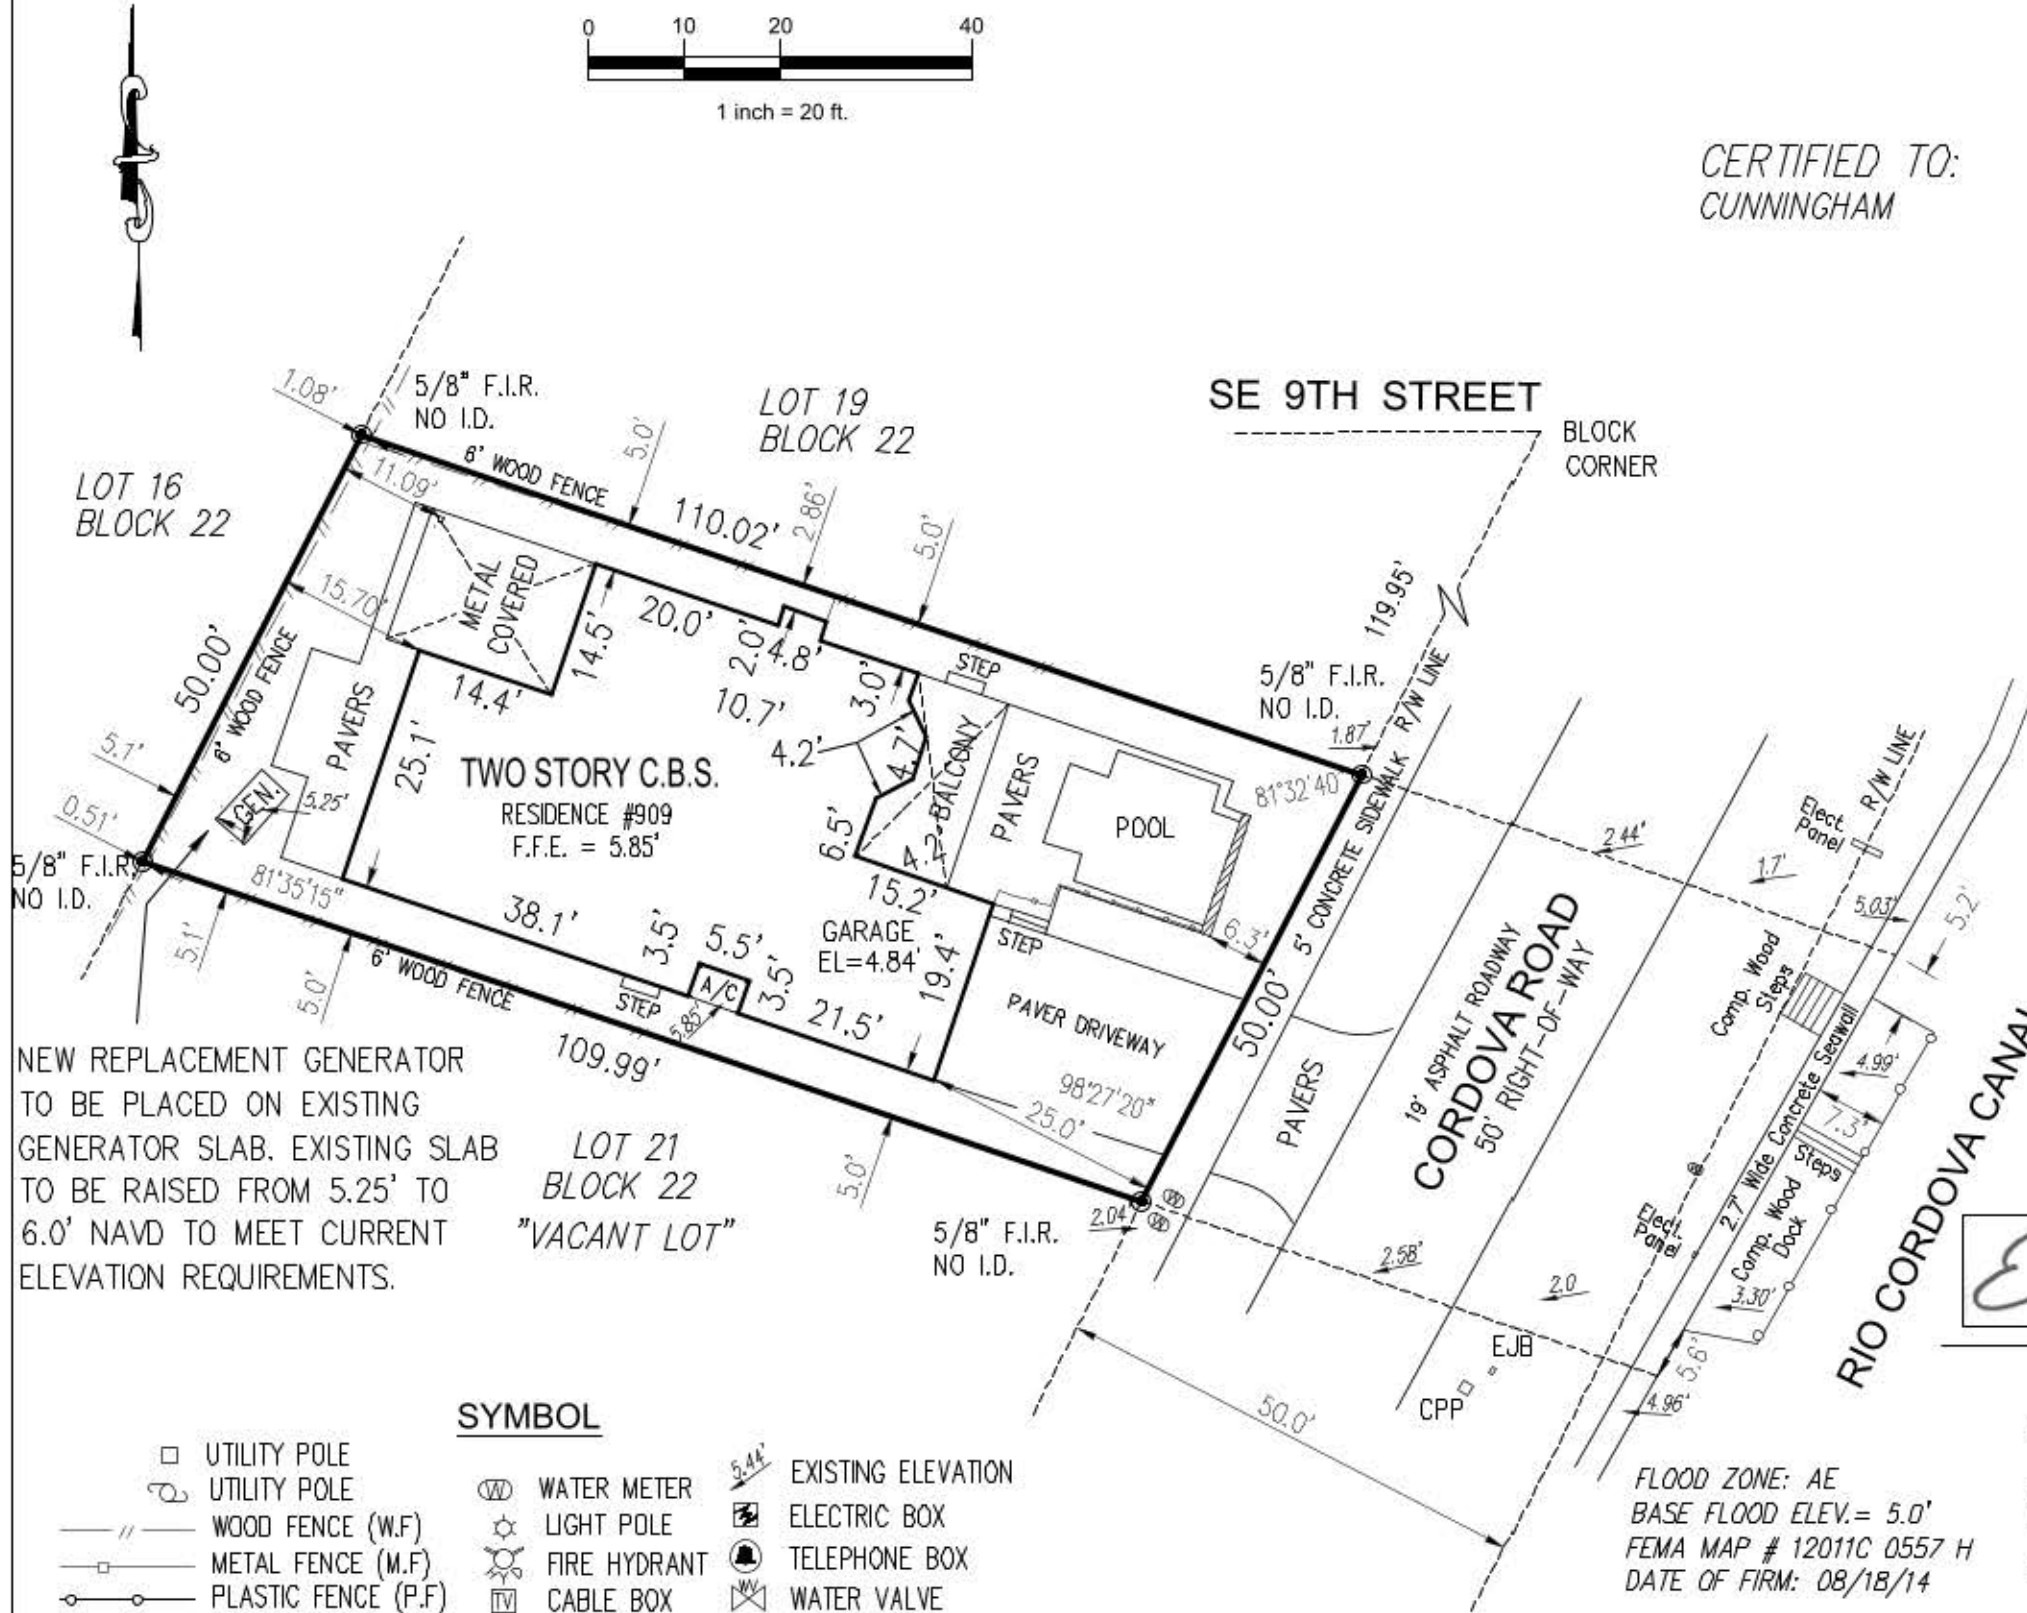 0 10 20 40
1 inch = 20 ft.
CERTIFIED TO:
CUNNINGHAM
SE 9TH STREET
BLOCK
CORNER
1.08'
5/8" F.I.R.
NO I.D.
LOT 19
BLOCK 22
5.0'
6' WOOD FENCE
LOT 16
BLOCK 22
11.09'
110.02'
2.86'
5.0'
119.95'
METAL
COVERED
15.70'
14.5'
20.0'
2.0'
4.8'
STEP
5/8" F.I.R.
NO I.D.
R/W LINE
50.00'
6' WOOD FENCE
PAVERS
14.4'
10.7'
3.0'
4.2'
4.7'
BALCONY
1.87'
81°32'40
25.1'
TWO STORY C.B.S.
RESIDENCE #909
F.F.E. = 5.85'
6.5'
4.2'
PAVERS
POOL
5' CONCRETE SIDEWALK
R/W LINE
Elect.
Panel
5.1'
GEN.
5.25'
0.51'
2.44'
1.7'
5.03'
5.2'
5/8" F.I.R.
NO I.D.
81°35'15"
15.2'
38.1'
3.5'
5.5'
GARAGE
EL=4.84'
STEP
6.3'
19' ASPHALT ROADWAY
CORDOVA ROAD
50' RIGHT-OF-WAY
Comp. Wood
Steps
5.1'
5.0'
6' WOOD FENCE
STEP
A/C
5.85'
3.5'
21.5'
19.4'
PAVER DRIVEWAY
50.00'
2.7' Wide Concrete Seawall
4.99'
7.3'
Steps
109.99'
98°27'20"
25.0'
PAVERS
NEW REPLACEMENT GENERATOR
TO BE PLACED ON EXISTING
GENERATOR SLAB. EXISTING SLAB
TO BE RAISED FROM 5.25' TO
6.0' NAVD TO MEET CURRENT
ELEVATION REQUIREMENTS.
LOT 21
BLOCK 22
"VACANT LOT"
5.0'
5/8" F.I.R.
NO I.D.
2.04'
W
W
2.58'
2.0
Elect.
Panel
Comp. Wood
Dock
3.30'
RIO CORDOVA CANAL
EJB
CPP
5.6'
4.96'
50.0'
SYMBOL
UTILITY POLE
UTILITY POLE
WOOD FENCE (W.F)
METAL FENCE (M.F)
PLASTIC FENCE (P.F)
W WATER METER
LIGHT POLE
FIRE HYDRANT
TV CABLE BOX
5.44' EXISTING ELEVATION
ELECTRIC BOX
TELEPHONE BOX
WV WATER VALVE
FLOOD ZONE: AE
BASE FLOOD ELEV.= 5.0'
FEMA MAP # 12011C 0557 H
DATE OF FIRM: 08/18/14